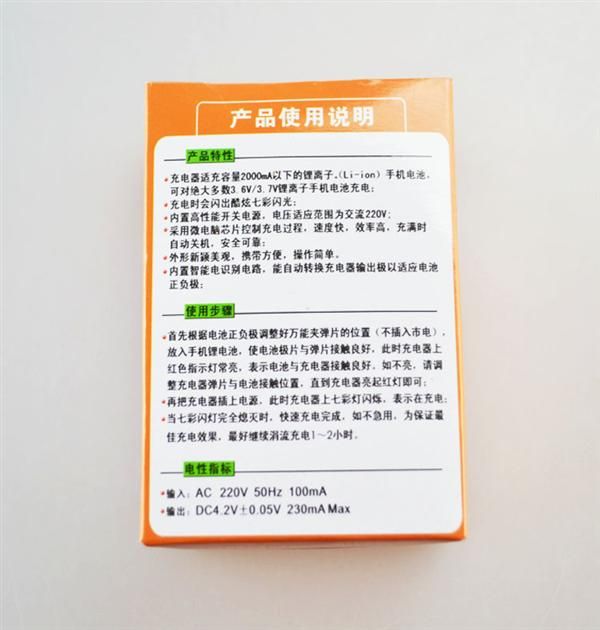 产品使用说明
产品特性
•充电器适充容量2000mA以下的锂离子.(Li-ion)手机电池,
可对绝大多数3.6V/3.7V锂离子手机电池充电;
•充电时会闪出酷炫七彩闪光;
•内置高性能开关电源，电压适应范围为交流220V;
•采用微电脑芯片控制充电过程，速度快，效率高，充满时
自动关机，安全可靠;
•外形新颖美观，携带方便，操作简单。
•内置智能电识别电路，能自动转换充电器输出极以适应电池
正负极;
使用步骤
•首先根据电池正负极调整好万能夹弹片的位置（不插入市电），
放入手机锂电池，使电池极片与弹片接触良好，此时充电器上
红色指示灯常亮，表示电池与充电器接触良好，如不亮，请调
整充电器弹片与电池接触位置，直到充电器亮起红灯即可;
•再把充电器插上电源，此时充电器上七彩灯闪烁，表示在充电;
•当七彩闪灯完全熄灭时，快速充电完成，如不急用，为保证最
佳充电效果，最好继续涓流充电1～2小时。
电性指标
•输入: AC 220V 50Hz 100mA
•输出: DC4.2V±0.05V 230mA Max